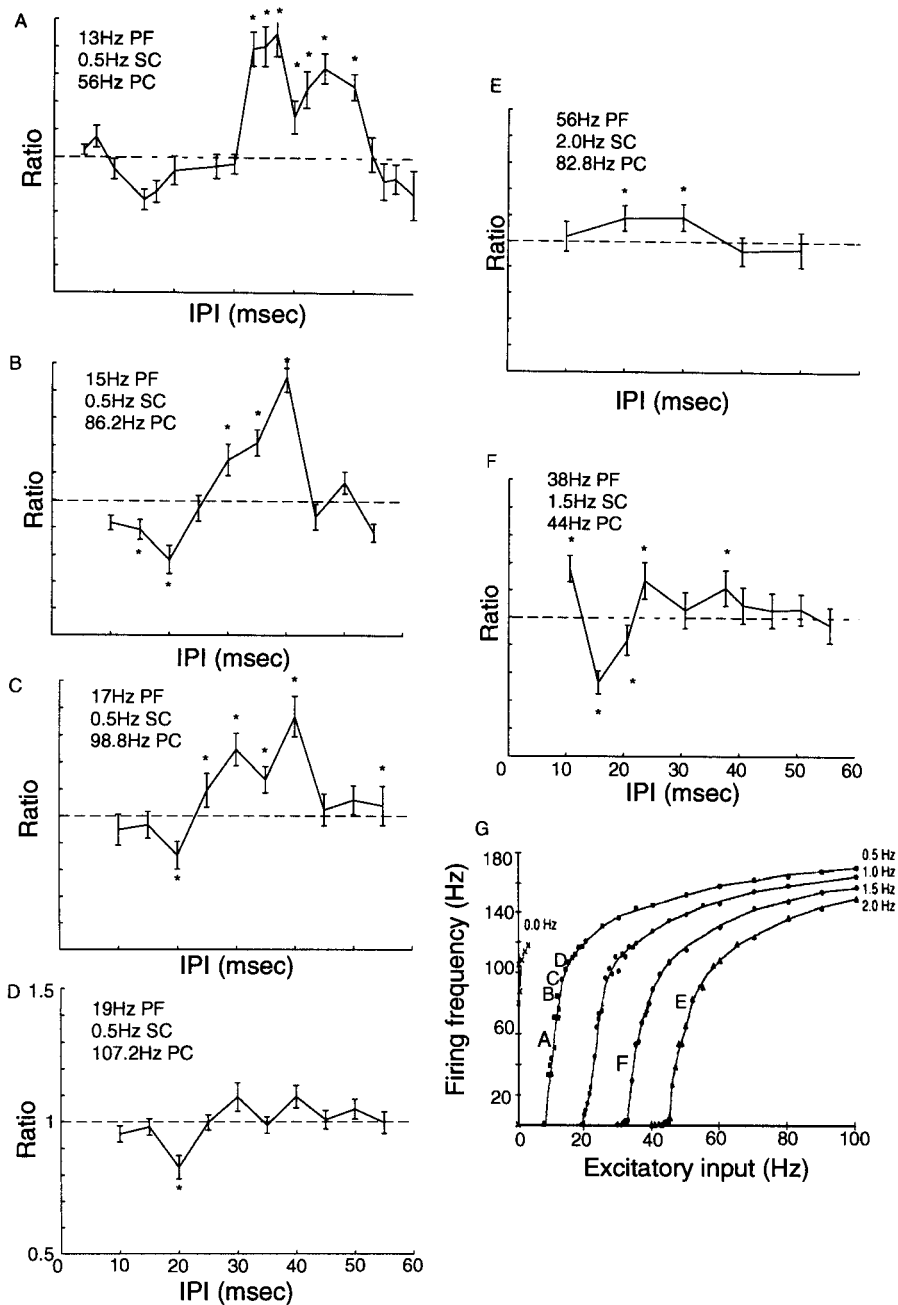 A
13Hz PF
0.5Hz SC
56Hz PC
* * *
* * * *
Ratio
IPI (msec)
B
15Hz PF
0.5Hz SC
86.2Hz PC
* * *
* *
Ratio
IPI (msec)
C
17Hz PF
0.5Hz SC
98.8Hz PC
* * * * *
*
Ratio
IPI (msec)
D
1.5
19Hz PF
0.5Hz SC
107.2Hz PC
Ratio
1
*
0.5
0 10 20 30 40 50 60
IPI (msec)
E
56Hz PF
2.0Hz SC
82.8Hz PC
* *
Ratio
IPI (msec)
F
38Hz PF
1.5Hz SC
44Hz PC
* * *
* *
Ratio
0 10 20 30 40 50 60
IPI (msec)
G
180
140
100
60
20
Firing frequency (Hz)
0.0 Hz
0.5 Hz
1.0 Hz
1.5 Hz
2.0 Hz
D
C
B
A
E
F
0 20 40 60 80 100
Excitatory input (Hz)